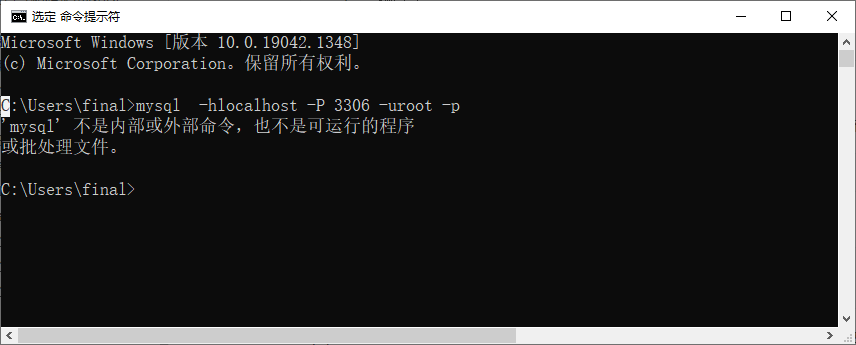 选定 命令提示符
Microsoft Windows [版本 10.0.19042.1348]
(c) Microsoft Corporation。保留所有权利。
C:\Users\final>mysql  -hlocalhost -P 3306 -uroot -p
'mysql' 不是内部或外部命令，也不是可运行的程序
或批处理文件。
C:\Users\final>